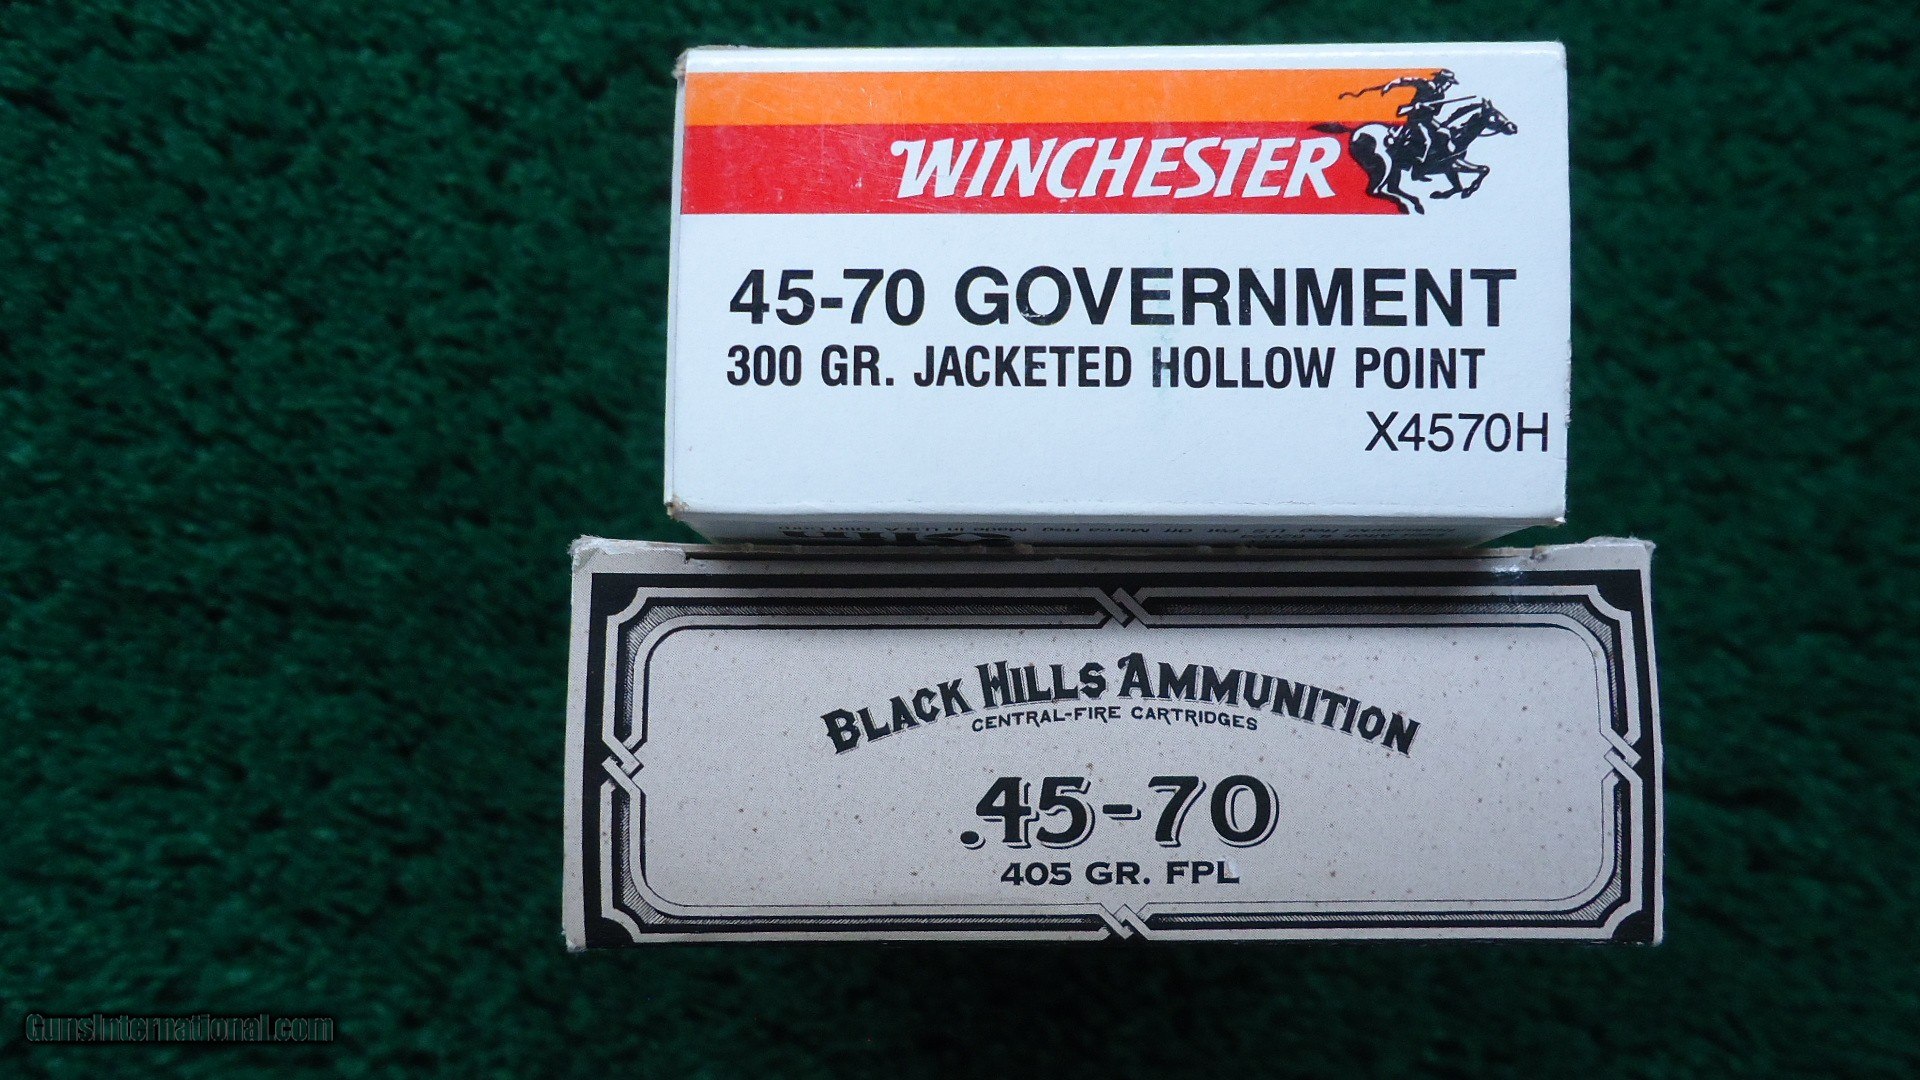 WINCHESTER
45-70 GOVERNMENT
300 GR. JACKETED HOLLOW POINT
X4570H
BLACK HILLS AMMUNITION
CENTRAL-FIRE CARTRIDGES
.45-70
405 GR. FPL
GunsInternational.com